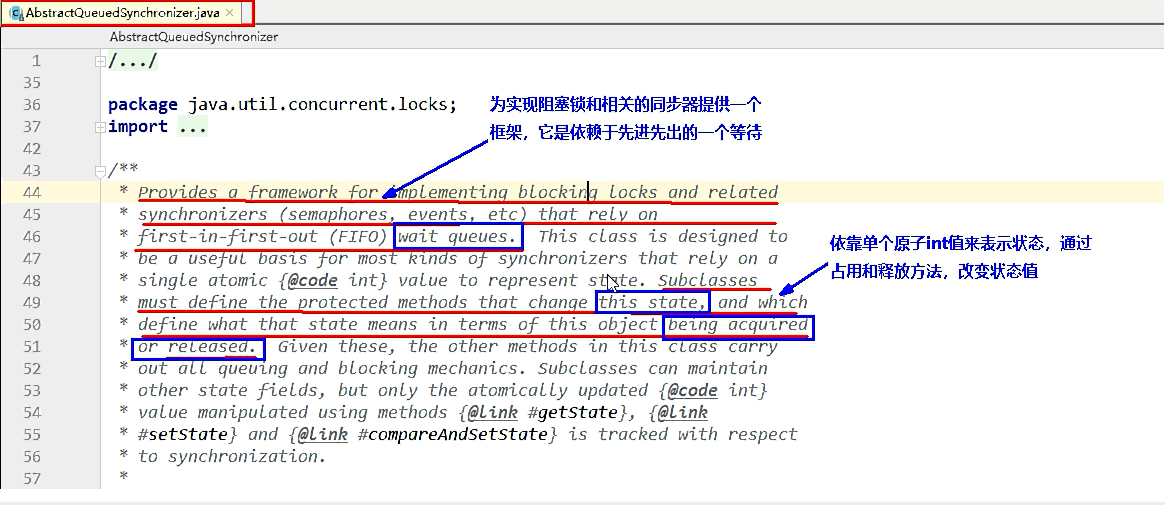 AbstractQueuedSynchronizer.java
AbstractQueuedSynchronizer
1 /.../
35
36 package java.util.concurrent.locks;
37 import ...
42
43 /**
为实现阻塞锁和相关的同步器提供一个
框架，它是依赖于先进先出的一个等待
44 * Provides a framework for implementing blocking locks and related
45 * synchronizers (semaphores, events, etc) that rely on
46 * first-in-first-out (FIFO) wait queues.  This class is designed to
47 * be a useful basis for most kinds of synchronizers that rely on a
48 * single atomic {@code int} value to represent state. Subclasses
49 * must define the protected methods that change this state, and which
50 * define what that state means in terms of this object being acquired
51 * or released.  Given these, the other methods in this class carry
52 * out all queuing and blocking mechanics. Subclasses can maintain
53 * other state fields, but only the atomically updated {@code int}
54 * value manipulated using methods {@link #getState}, {@link
55 * #setState} and {@link #compareAndSetState} is tracked with respect
56 * to synchronization.
57 *
依靠单个原子int值来表示状态，通过
占用和释放方法，改变状态值